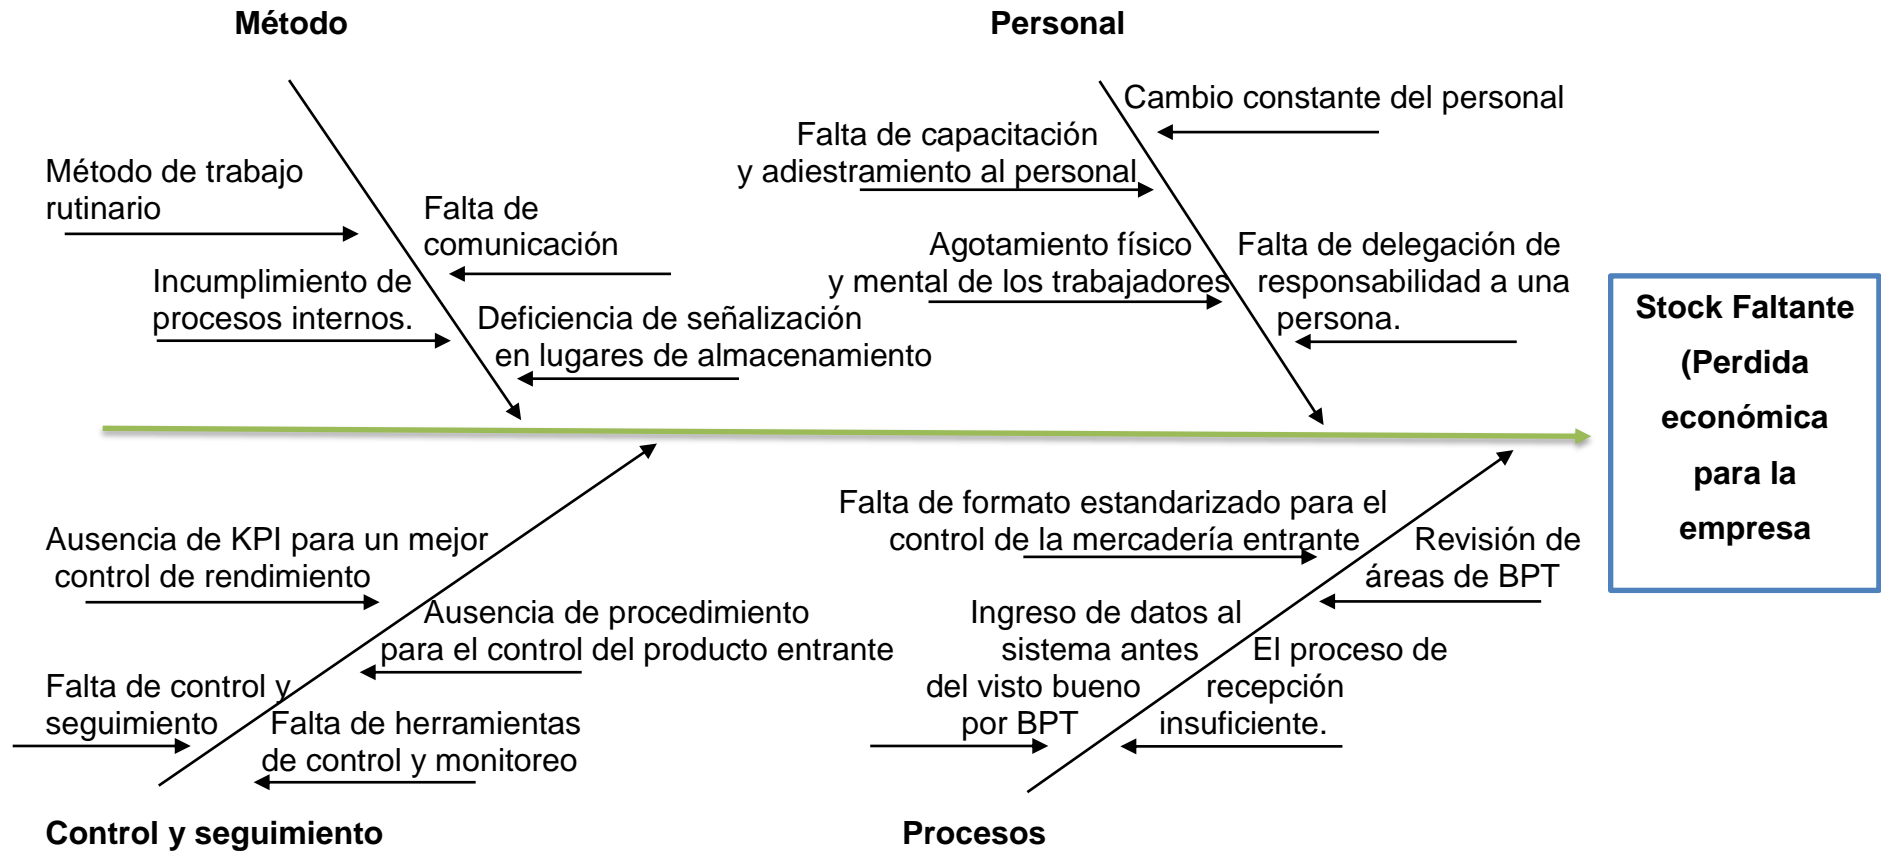 Método
Personal
Cambio constante del personal
Falta de capacitación
y adiestramiento al personal
Método de trabajo
rutinario
Falta de
comunicación
Agotamiento físico
y mental de los trabajadores
Falta de delegación de
responsabilidad a una
persona.
Incumplimiento de
procesos internos.
Deficiencia de señalización
en lugares de almacenamiento
Stock Faltante
(Perdida
económica
para la
empresa
Ausencia de KPI para un mejor
control de rendimiento
Falta de formato estandarizado para el
control de la mercadería entrante
Revisión de
áreas de BPT
Ausencia de procedimiento
para el control del producto entrante
Ingreso de datos al
sistema antes
del visto bueno
por BPT
El proceso de
recepción
insuficiente.
Falta de control y
seguimiento
Falta de herramientas
de control y monitoreo
Control y seguimiento
Procesos